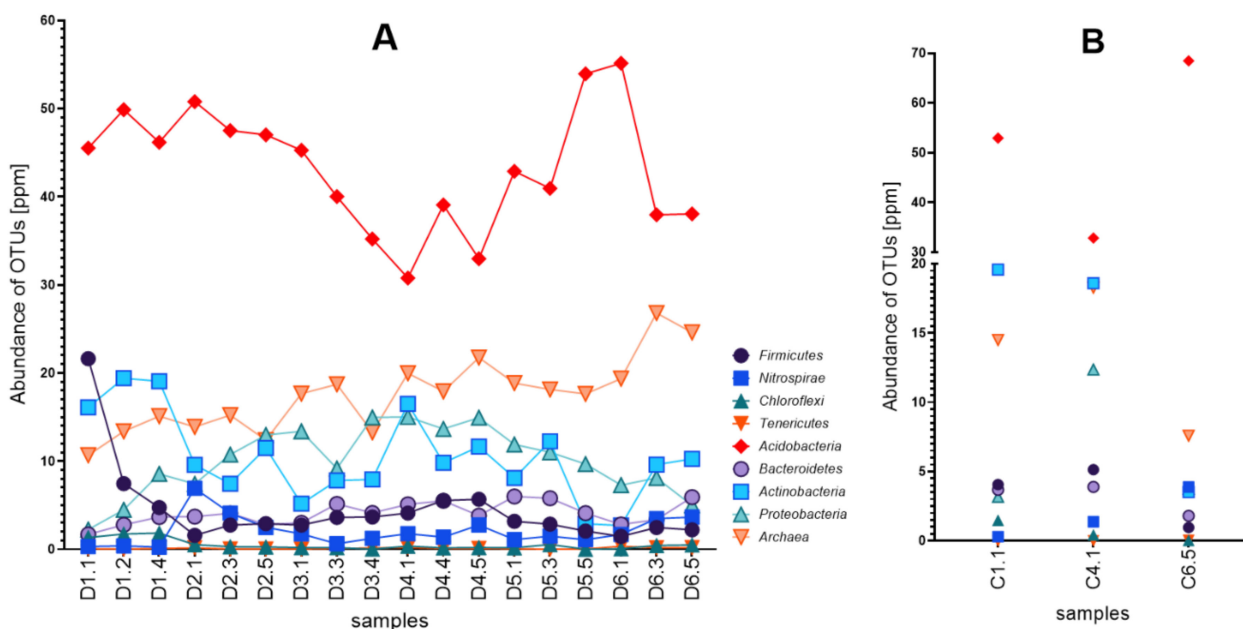 A
B
Abundance of OTUs [ppm]
60
50
40
30
20
10
0
D1.1
D1.2
D1.4
D2.1
D2.3
D2.5
D3.1
D3.3
D3.4
D4.1
D4.4
D4.5
D5.1
D5.3
D5.5
D6.1
D6.3
D6.5
samples
Firmicutes
Nitrospirae
Chloroflexi
Tenericutes
Acidobacteria
Bacteroidetes
Actinobacteria
Proteobacteria
Archaea
Abundance of OTUs [ppm]
70
60
50
40
30
20
15
10
5
0
C1.1
C4.1
C6.5
samples